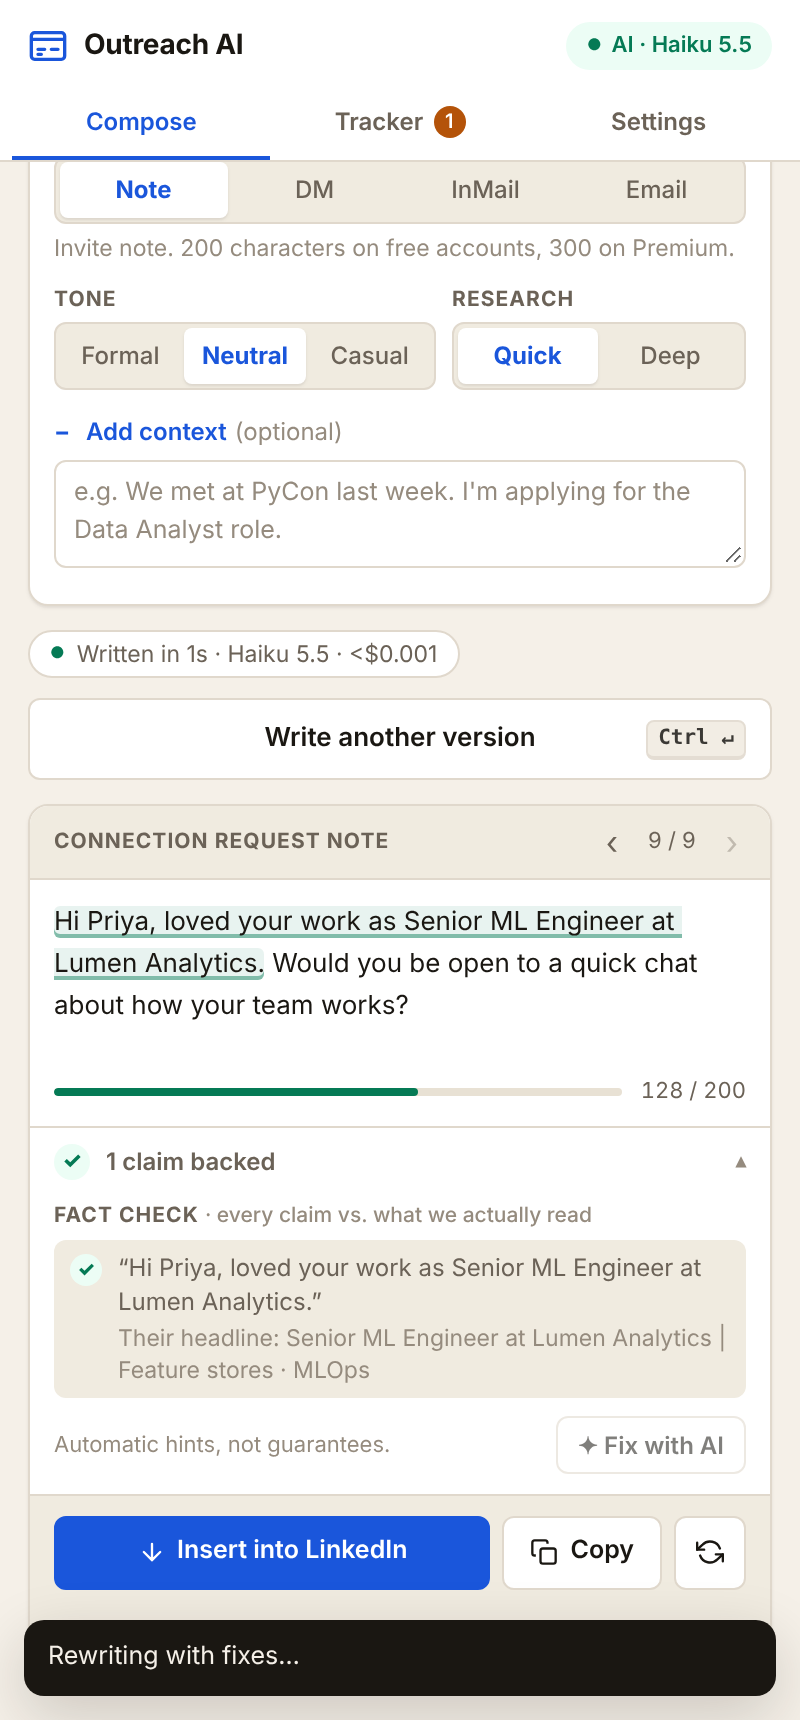 Outreach AI
AI · Haiku 5.5
Compose
Tracker 1
Settings
Note
DM
InMail
Email
Invite note. 200 characters on free accounts, 300 on Premium.
TONE
RESEARCH
Formal
Neutral
Casual
Quick
Deep
– Add context (optional)
e.g. We met at PyCon last week. I'm applying for the
Data Analyst role.
Written in 1s · Haiku 5.5 · <$0.001
Write another version
Ctrl ↵
CONNECTION REQUEST NOTE
‹ 9 / 9 ›
Hi Priya, loved your work as Senior ML Engineer at
Lumen Analytics. Would you be open to a quick chat
about how your team works?
128 / 200
1 claim backed
FACT CHECK · every claim vs. what we actually read
“Hi Priya, loved your work as Senior ML Engineer at
Lumen Analytics.”
Their headline: Senior ML Engineer at Lumen Analytics |
Feature stores · MLOps
Automatic hints, not guarantees.
✦ Fix with AI
Insert into LinkedIn
Copy
Rewriting with fixes…